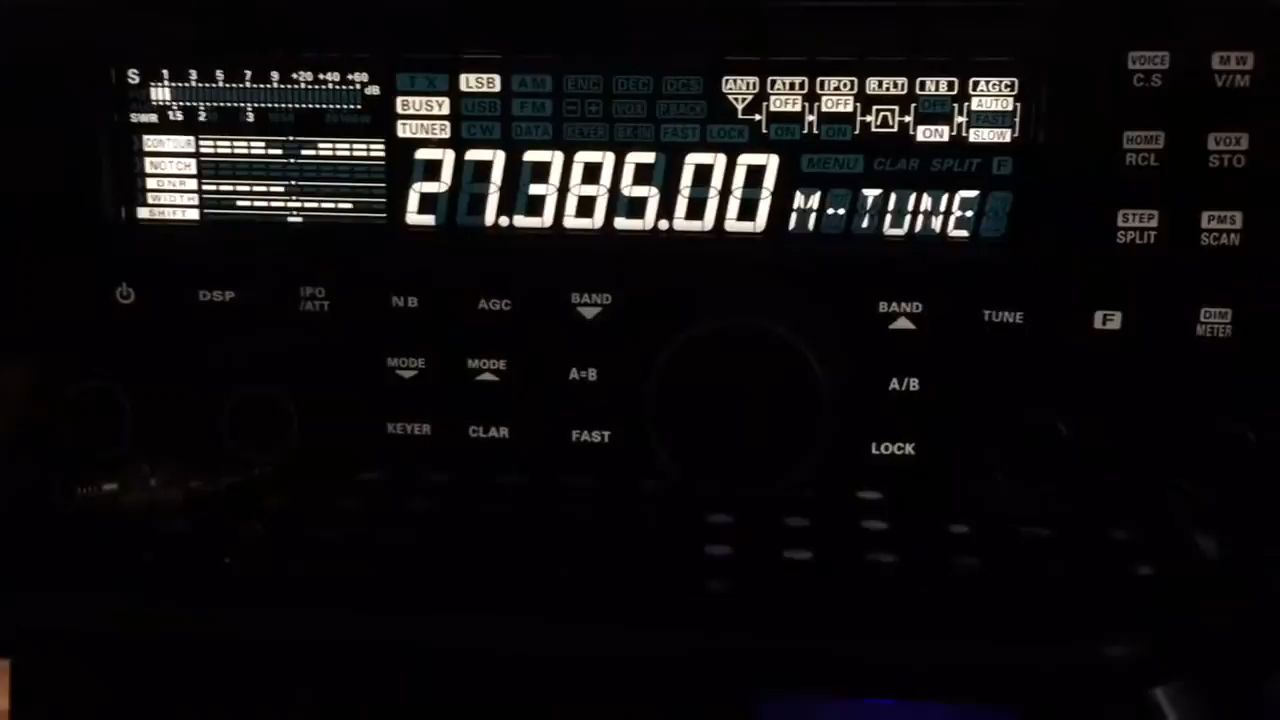 S 1 3 5 7 9 +20 +40 +60 dB
SWR 1.5 2 3
CONTOUR
NOTCH
DNR
WIDTH
SHIFT
TX LSB AM ENC DEC DCS
BUSY USB FM - + VOX P.BACK
TUNER CW DATA KEYER BK-IN FAST LOCK
ANT ATT IPO R.FLT NB AGC
OFF OFF OFF AUTO
FAST
ON ON ON SLOW
MENU CLAR SPLIT F
27.385.00 M-TUNE
VOICE MW
C.S V/M
HOME VOX
RCL STO
STEP PMS
SPLIT SCAN
DSP IPO /ATT NB AGC BAND BAND TUNE F DIM METER
MODE MODE A=B A/B
KEYER CLAR FAST LOCK